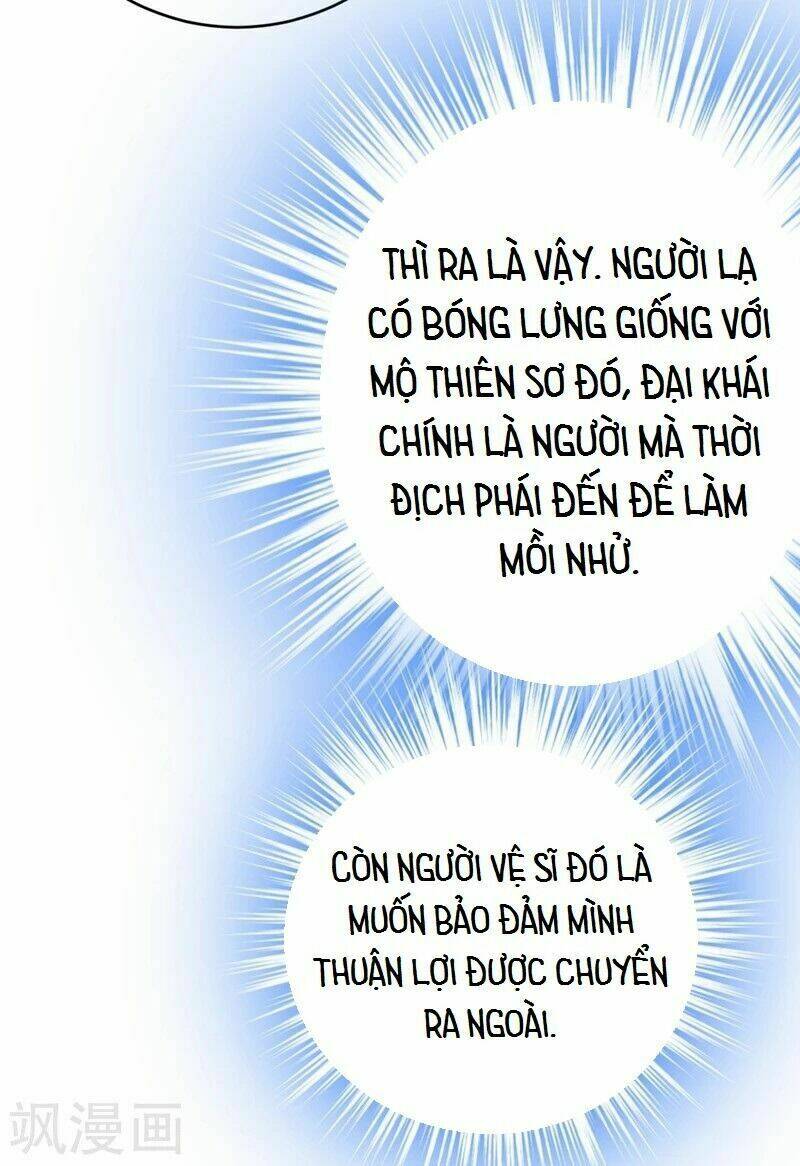 THÌ RA LÀ VẬY. NGƯỜI LẠ
CÓ BÓNG LƯNG GIỐNG VỚI
MỘ THIÊN SƠ ĐÓ, ĐẠI KHÁI
CHÍNH LÀ NGƯỜI MÀ THỜI
ĐỊCH PHÁI ĐẾN ĐỂ LÀM
MỒI NHỬ.
CÒN NGƯỜI VỆ SĨ ĐÓ LÀ
MUỐN BẢO ĐẢM MÌNH
THUẬN LỢI ĐƯỢC CHUYỂN
RA NGOÀI.
飒漫画